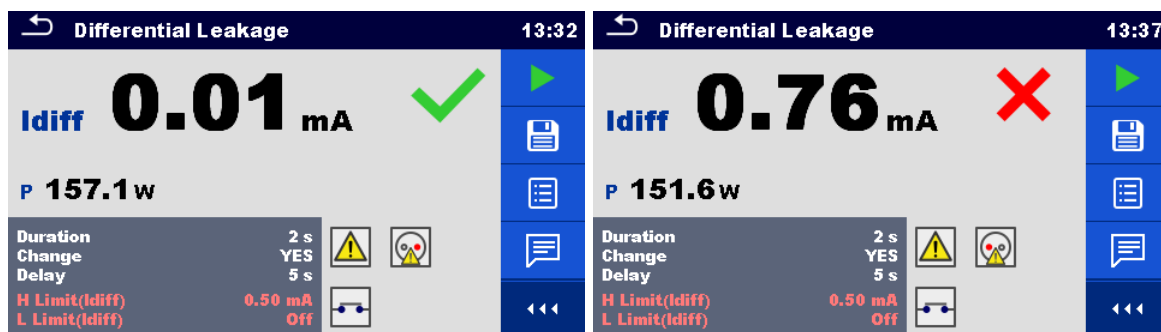 Differential Leakage 13:32
Idiff 0.01 mA
P 157.1 W
Duration 2 s
Change YES
Delay 5 s
H Limit(Idiff) 0.50 mA
L Limit(Idiff) Off
Differential Leakage 13:37
Idiff 0.76 mA
P 151.6 W
Duration 2 s
Change YES
Delay 5 s
H Limit(Idiff) 0.50 mA
L Limit(Idiff) Off